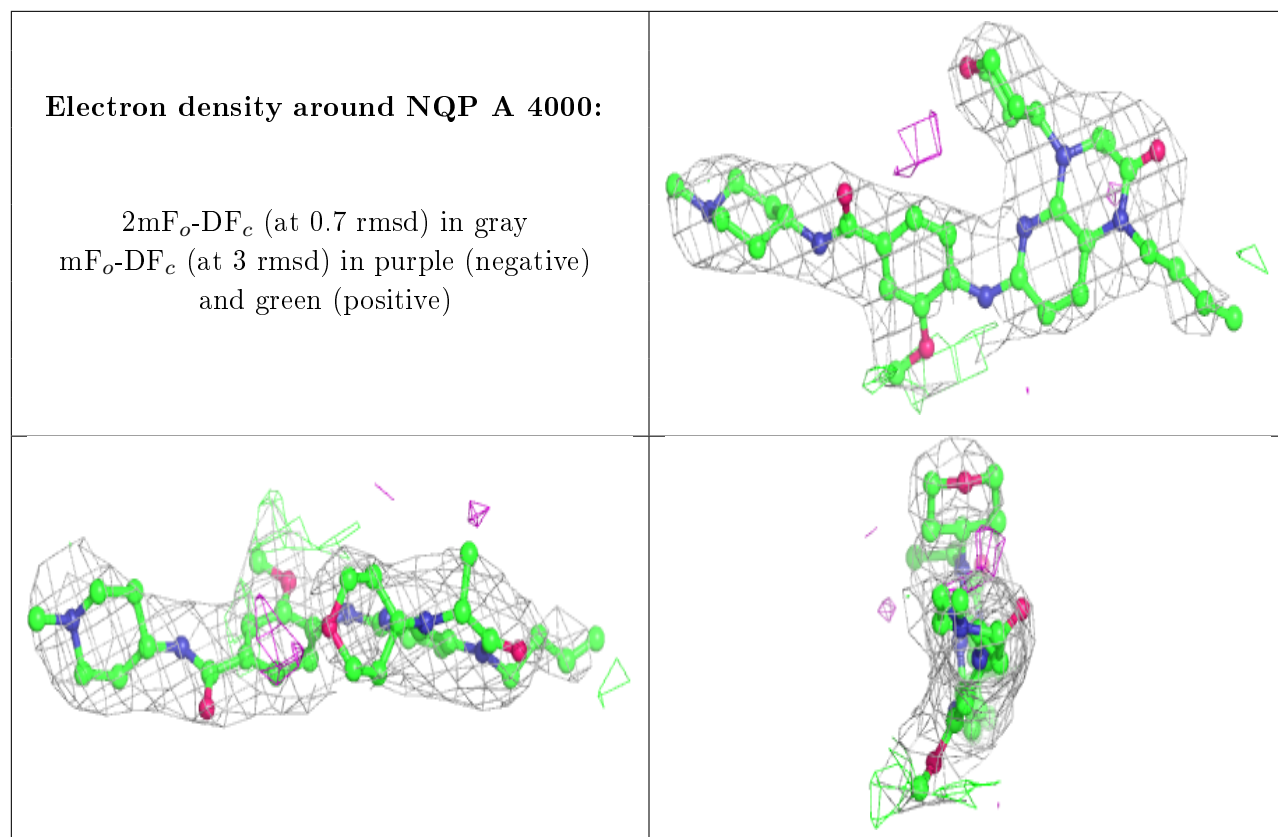 Electron density around NQP A 4000:
2mFo-DFc (at 0.7 rmsd) in gray
mFo-DFc (at 3 rmsd) in purple (negative)
and green (positive)